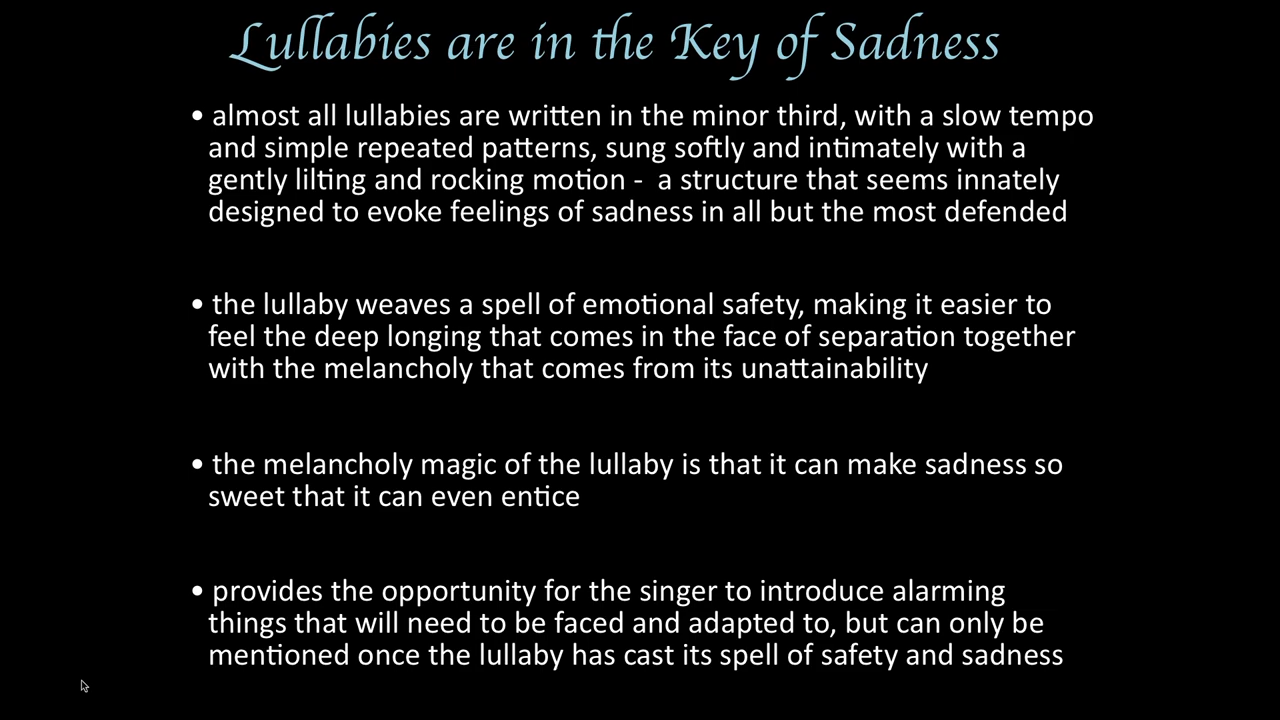 Lullabies are in the Key of Sadness
• almost all lullabies are written in the minor third, with a slow tempo
and simple repeated patterns, sung softly and intimately with a
gently lilting and rocking motion -  a structure that seems innately
designed to evoke feelings of sadness in all but the most defended
• the lullaby weaves a spell of emotional safety, making it easier to
feel the deep longing that comes in the face of separation together
with the melancholy that comes from its unattainability
• the melancholy magic of the lullaby is that it can make sadness so
sweet that it can even entice
• provides the opportunity for the singer to introduce alarming
things that will need to be faced and adapted to, but can only be
mentioned once the lullaby has cast its spell of safety and sadness